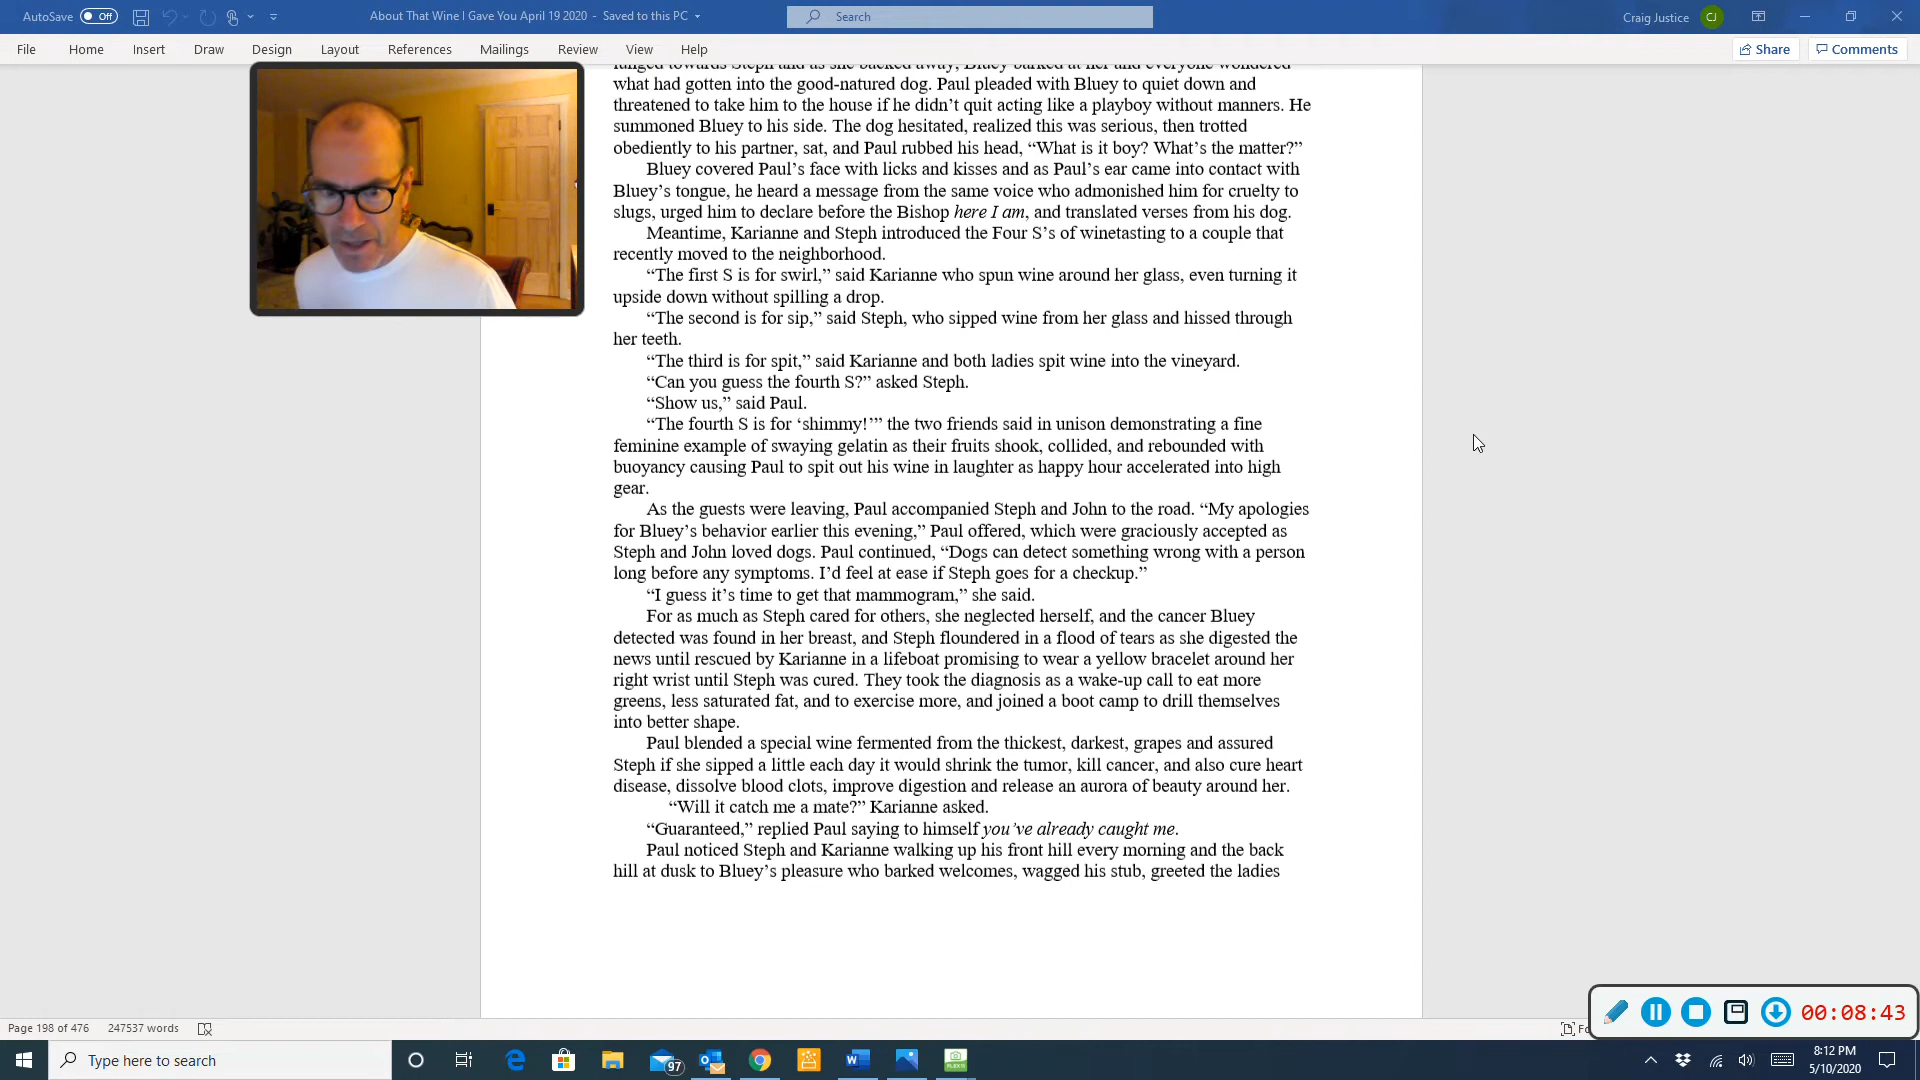 AutoSave Off About That Wine I Gave You April 19 2020 - Saved to this PC Search Craig Justice CJ
File Home Insert Draw Design Layout References Mailings Review View Help Share Comments
lunged towards Steph and as she backed away, Bluey barked at her and everyone wondered
what had gotten into the good-natured dog. Paul pleaded with Bluey to quiet down and
threatened to take him to the house if he didn’t quit acting like a playboy without manners. He
summoned Bluey to his side. The dog hesitated, realized this was serious, then trotted
obediently to his partner, sat, and Paul rubbed his head, “What is it boy? What’s the matter?”
Bluey covered Paul’s face with licks and kisses and as Paul’s ear came into contact with
Bluey’s tongue, he heard a message from the same voice who admonished him for cruelty to
slugs, urged him to declare before the Bishop here I am, and translated verses from his dog.
Meantime, Karianne and Steph introduced the Four S’s of winetasting to a couple that
recently moved to the neighborhood.
“The first S is for swirl,” said Karianne who spun wine around her glass, even turning it
upside down without spilling a drop.
“The second is for sip,” said Steph, who sipped wine from her glass and hissed through
her teeth.
“The third is for spit,” said Karianne and both ladies spit wine into the vineyard.
“Can you guess the fourth S?” asked Steph.
“Show us,” said Paul.
“The fourth S is for ‘shimmy!’” the two friends said in unison demonstrating a fine
feminine example of swaying gelatin as their fruits shook, collided, and rebounded with
buoyancy causing Paul to spit out his wine in laughter as happy hour accelerated into high
gear.
As the guests were leaving, Paul accompanied Steph and John to the road. “My apologies
for Bluey’s behavior earlier this evening,” Paul offered, which were graciously accepted as
Steph and John loved dogs. Paul continued, “Dogs can detect something wrong with a person
long before any symptoms. I’d feel at ease if Steph goes for a checkup.”
“I guess it’s time to get that mammogram,” she said.
For as much as Steph cared for others, she neglected herself, and the cancer Bluey
detected was found in her breast, and Steph floundered in a flood of tears as she digested the
news until rescued by Karianne in a lifeboat promising to wear a yellow bracelet around her
right wrist until Steph was cured. They took the diagnosis as a wake-up call to eat more
greens, less saturated fat, and to exercise more, and joined a boot camp to drill themselves
into better shape.
Paul blended a special wine fermented from the thickest, darkest, grapes and assured
Steph if she sipped a little each day it would shrink the tumor, kill cancer, and also cure heart
disease, dissolve blood clots, improve digestion and release an aurora of beauty around her.
“Will it catch me a mate?” Karianne asked.
“Guaranteed,” replied Paul saying to himself you’ve already caught me.
Paul noticed Steph and Karianne walking up his front hill every morning and the back
hill at dusk to Bluey’s pleasure who barked welcomes, wagged his stub, greeted the ladies
00:08:43
Page 198 of 476 247537 words
Type here to search 97 8:12 PM
5/10/2020